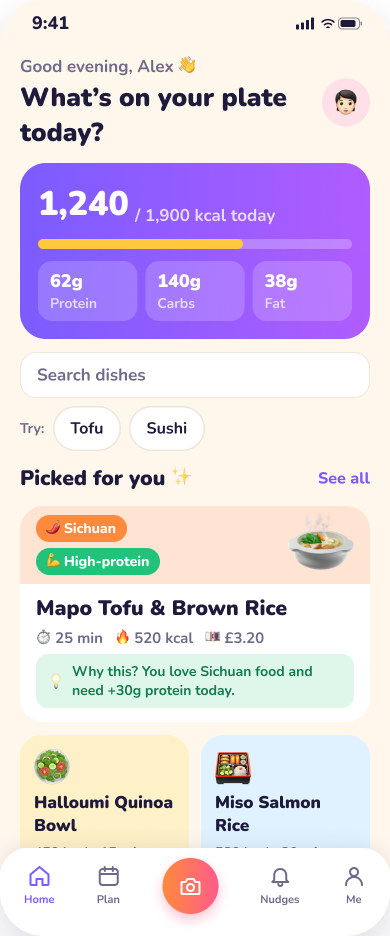 9:41
Good evening, Alex
What's on your plate
today?
1,240 / 1,900 kcal today
62g
Protein
140g
Carbs
38g
Fat
Search dishes
Try:
Tofu
Sushi
Picked for you
See all
Sichuan
High-protein
Mapo Tofu & Brown Rice
25 min
520 kcal
£3.20
Why this? You love Sichuan food and
need +30g protein today.
Halloumi Quinoa
Bowl
Miso Salmon
Rice
Home
Plan
Nudges
Me